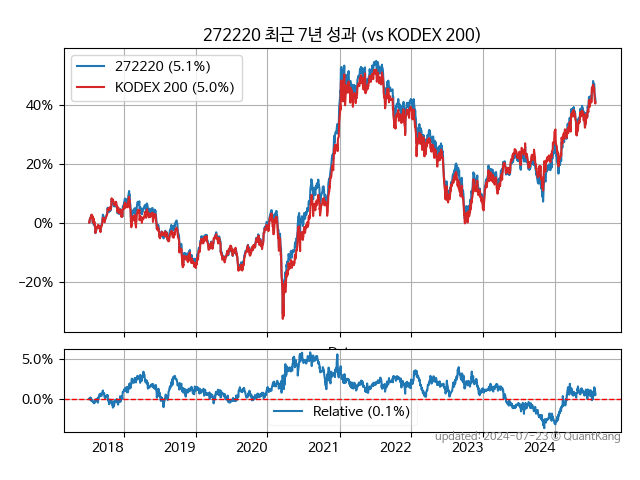 272220 최근 7년 성과 (vs KODEX 200)
272220 (5.1%)
KODEX 200 (5.0%)
40%
20%
0%
−20%
5.0%
0.0%
Relative (0.1%)
2018 2019 2020 2021 2022 2023 2024
updated: 2024-07-23 © QuantKang